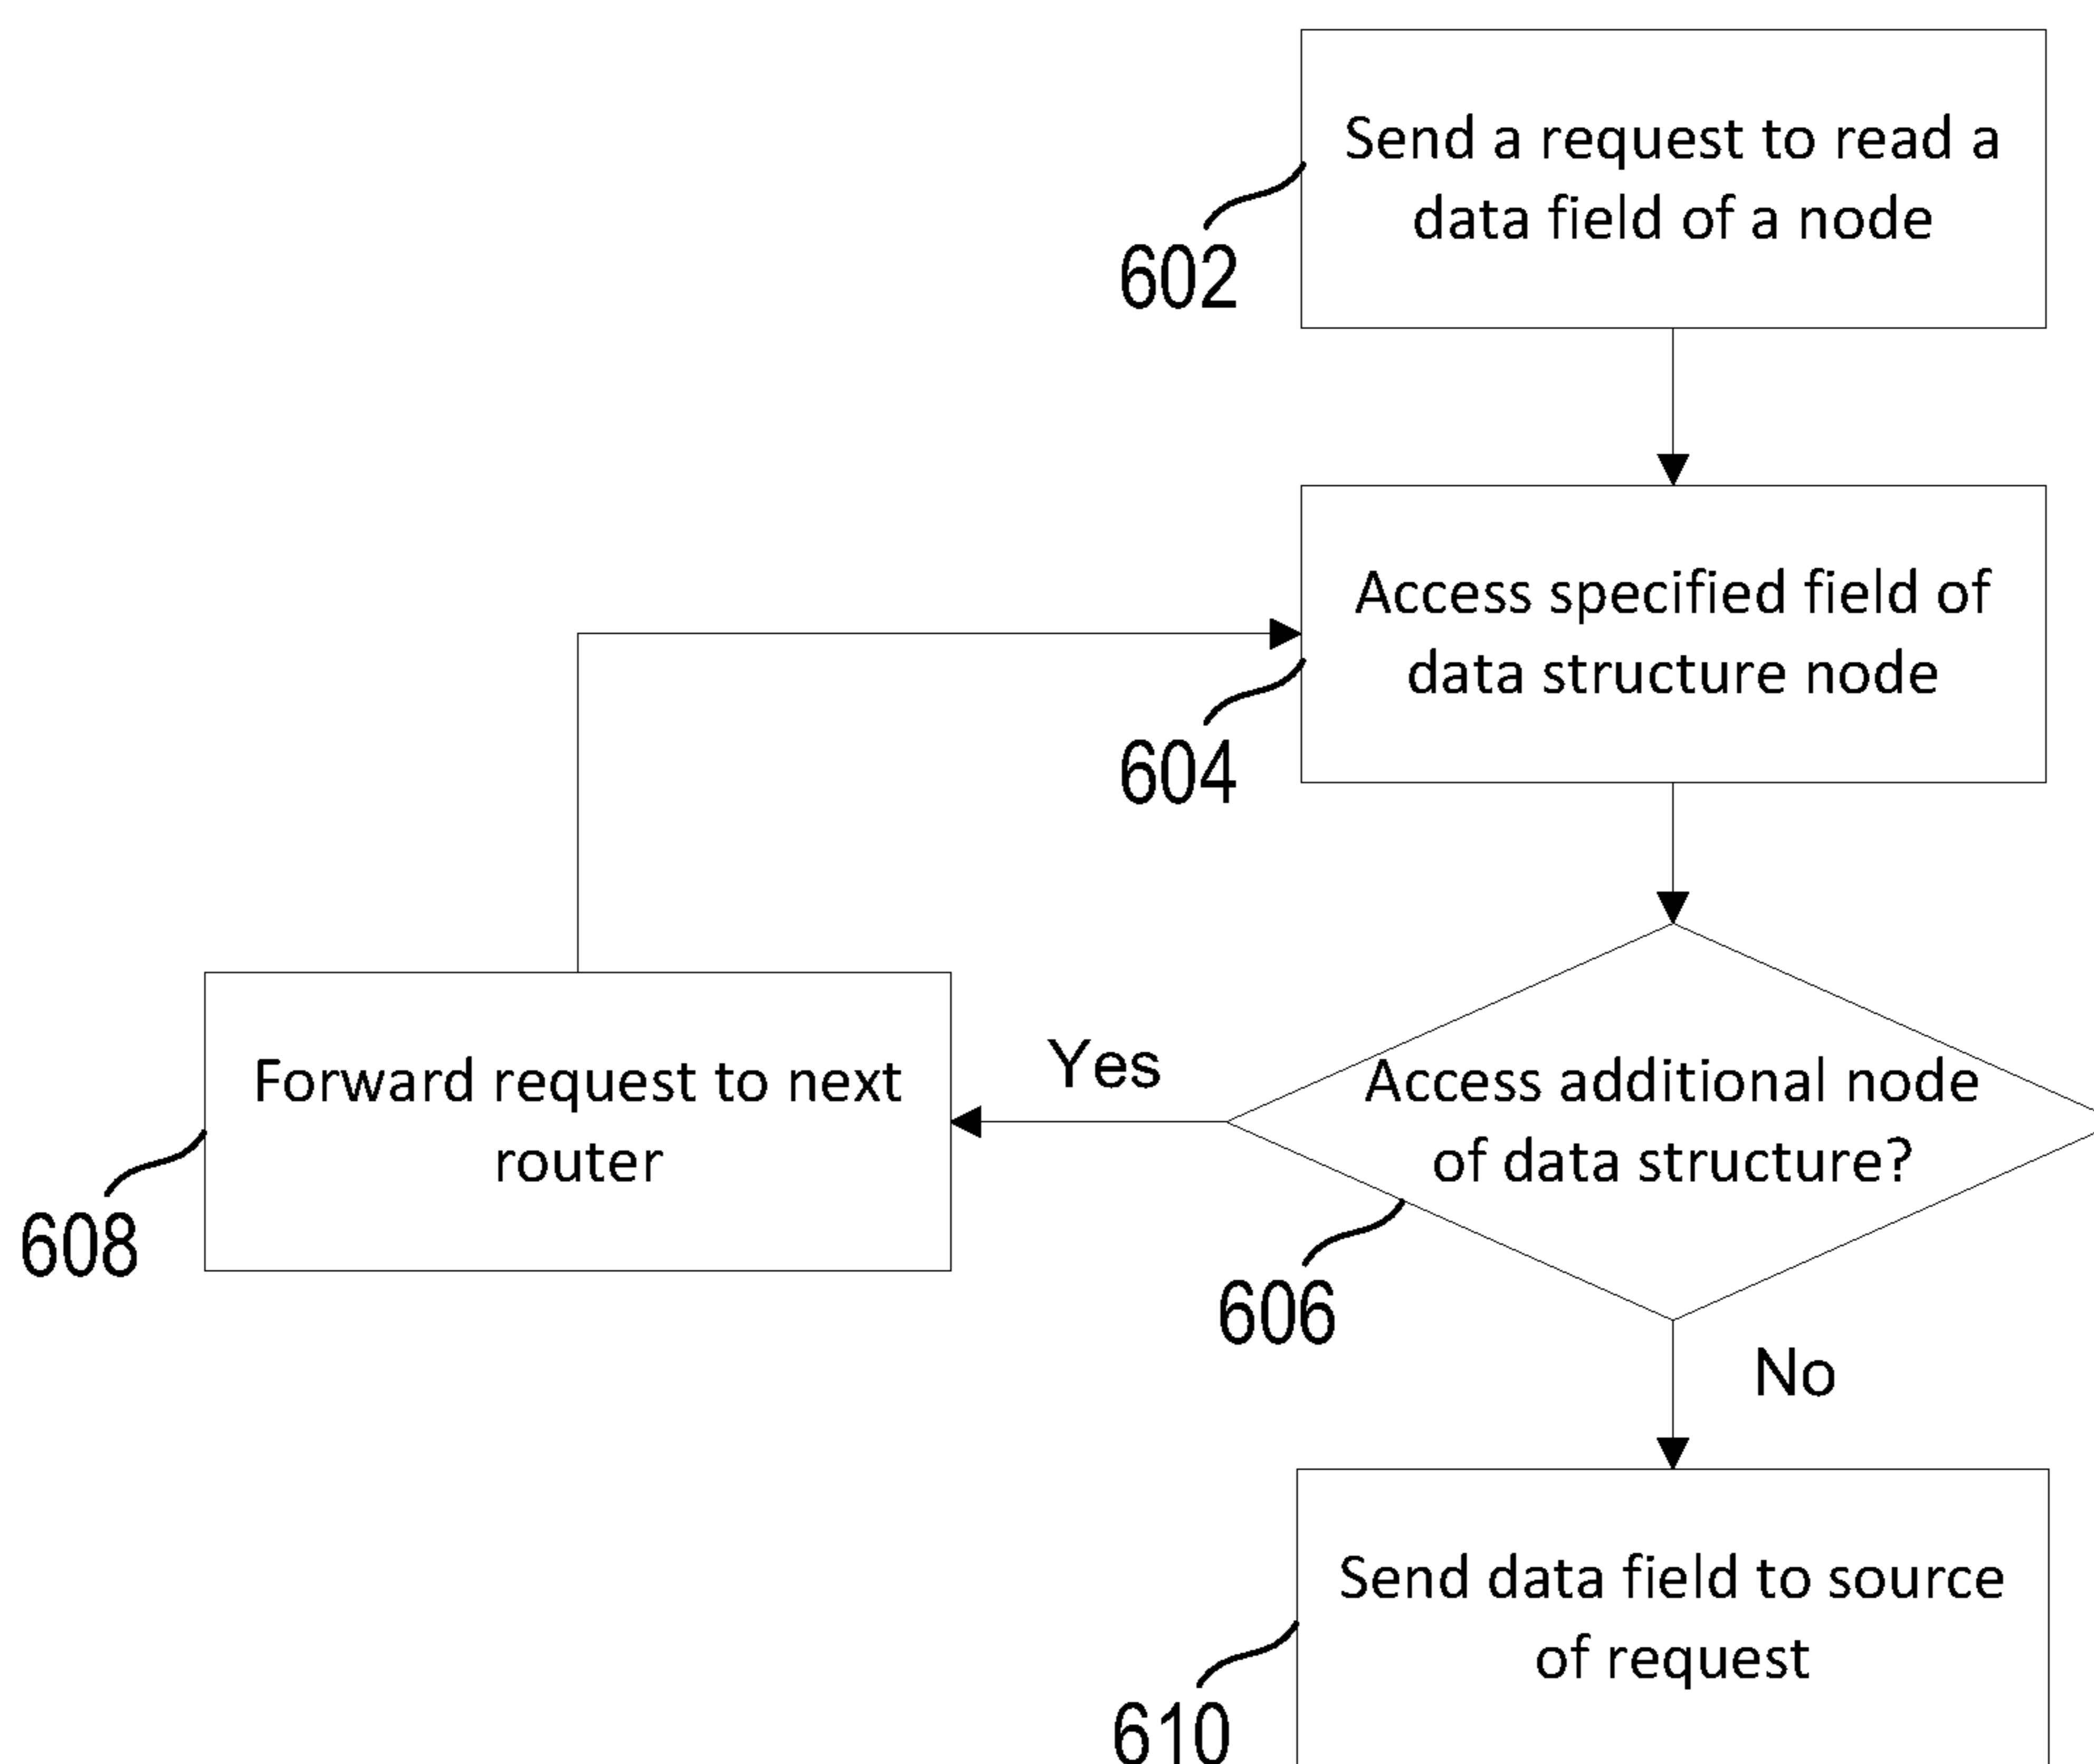 Send a request to read a
data field of a node
602
Access specified field of
data structure node
604
Access additional node
of data structure?
606
Yes
Forward request to next
router
608
No
Send data field to source
of request
610